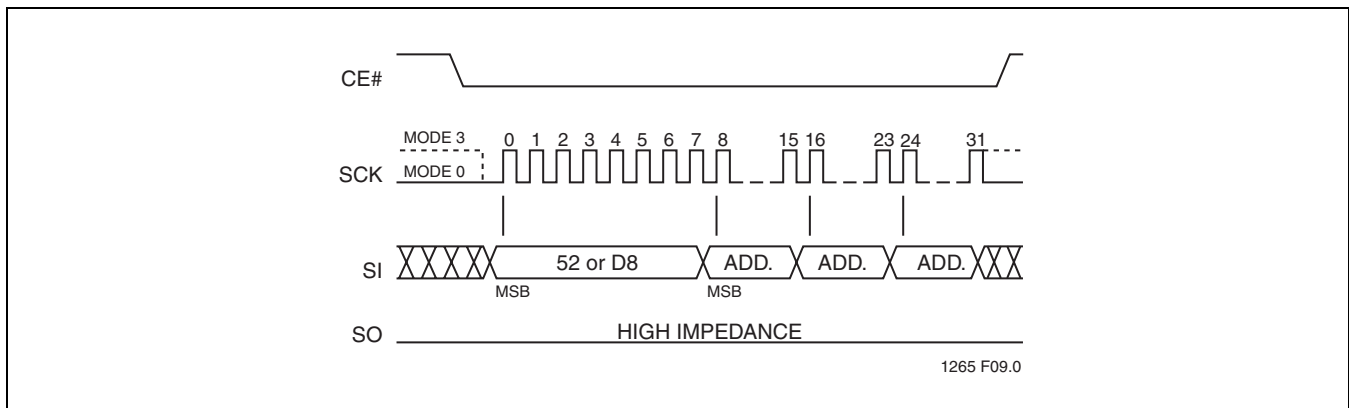 CE#
MODE 3
0 1 2 3 4 5 6 7 8 15 16 23 24 31
SCK
MODE 0
SI
52 or D8 ADD. ADD. ADD.
MSB MSB
SO
HIGH IMPEDANCE
1265 F09.0